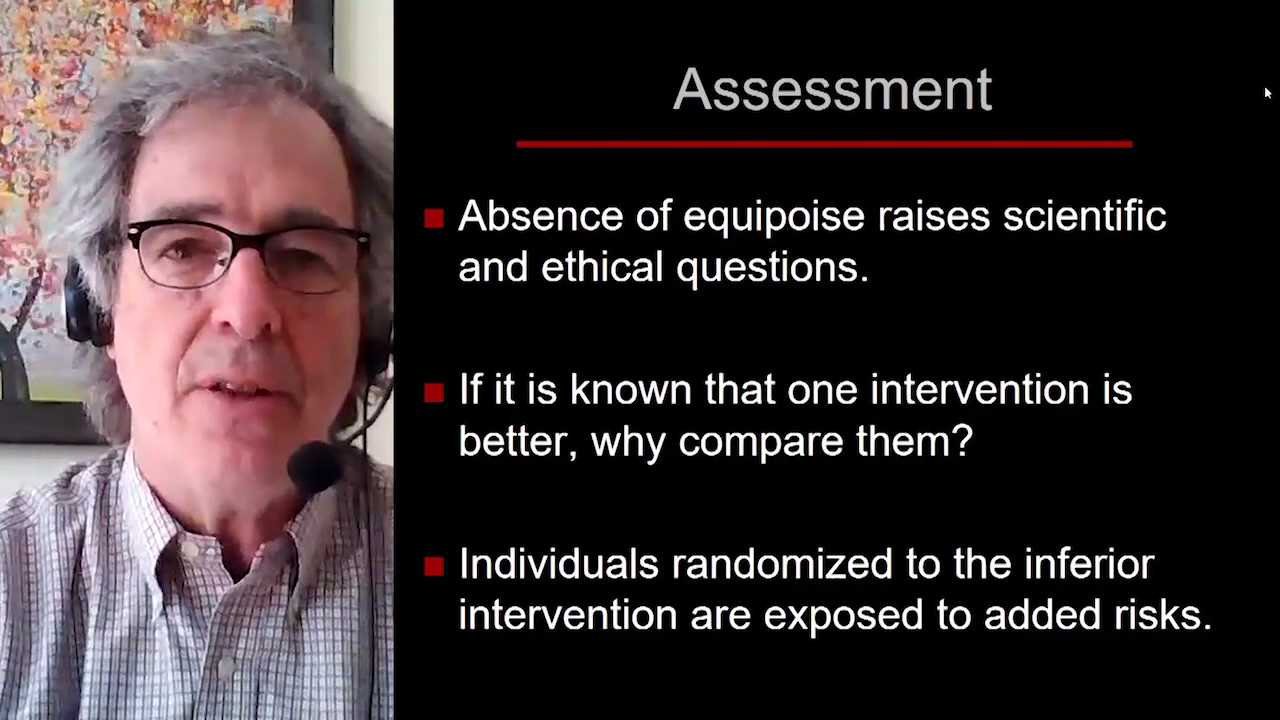 Assessment
Absence of equipoise raises scientific
and ethical questions.
If it is known that one intervention is
better, why compare them?
Individuals randomized to the inferior
intervention are exposed to added risks.